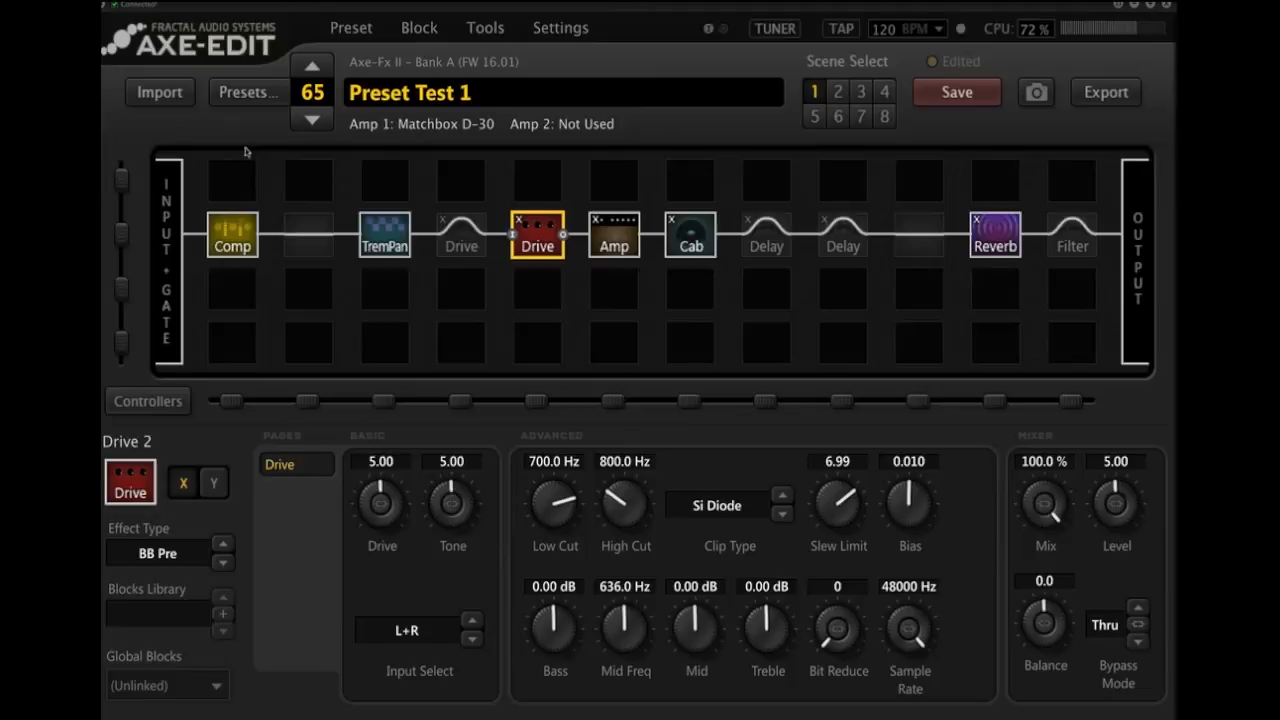 Connected!
FRACTAL AUDIO SYSTEMS
AXE-EDIT
Preset Block Tools Settings
TUNER TAP 120 BPM CPU: 72 %
Axe-Fx II - Bank A (FW 16.01)
Scene Select Edited
Import Presets... 65 Preset Test 1
1 2 3 4
Save Export
5 6 7 8
Amp 1: Matchbox D-30 Amp 2: Not Used
INPUT • GATE
Comp
TremPan
X Drive
X Drive
X Amp
X Cab
X Delay
X Delay
X Reverb
X Filter
OUTPUT
Controllers
Drive 2
Drive
X Y
Effect Type
BB Pre
Blocks Library
Global Blocks
(Unlinked)
PAGES
Drive
BASIC
5.00 5.00
Drive Tone
L+R
Input Select
ADVANCED
700.0 Hz 800.0 Hz 6.99 0.010
Si Diode
Low Cut High Cut Clip Type Slew Limit Bias
0.00 dB 636.0 Hz 0.00 dB 0.00 dB 0 48000 Hz
Bass Mid Freq Mid Treble Bit Reduce Sample
Rate
MIXER
100.0 % 5.00
Mix Level
0.0
Thru
Balance Bypass
Mode